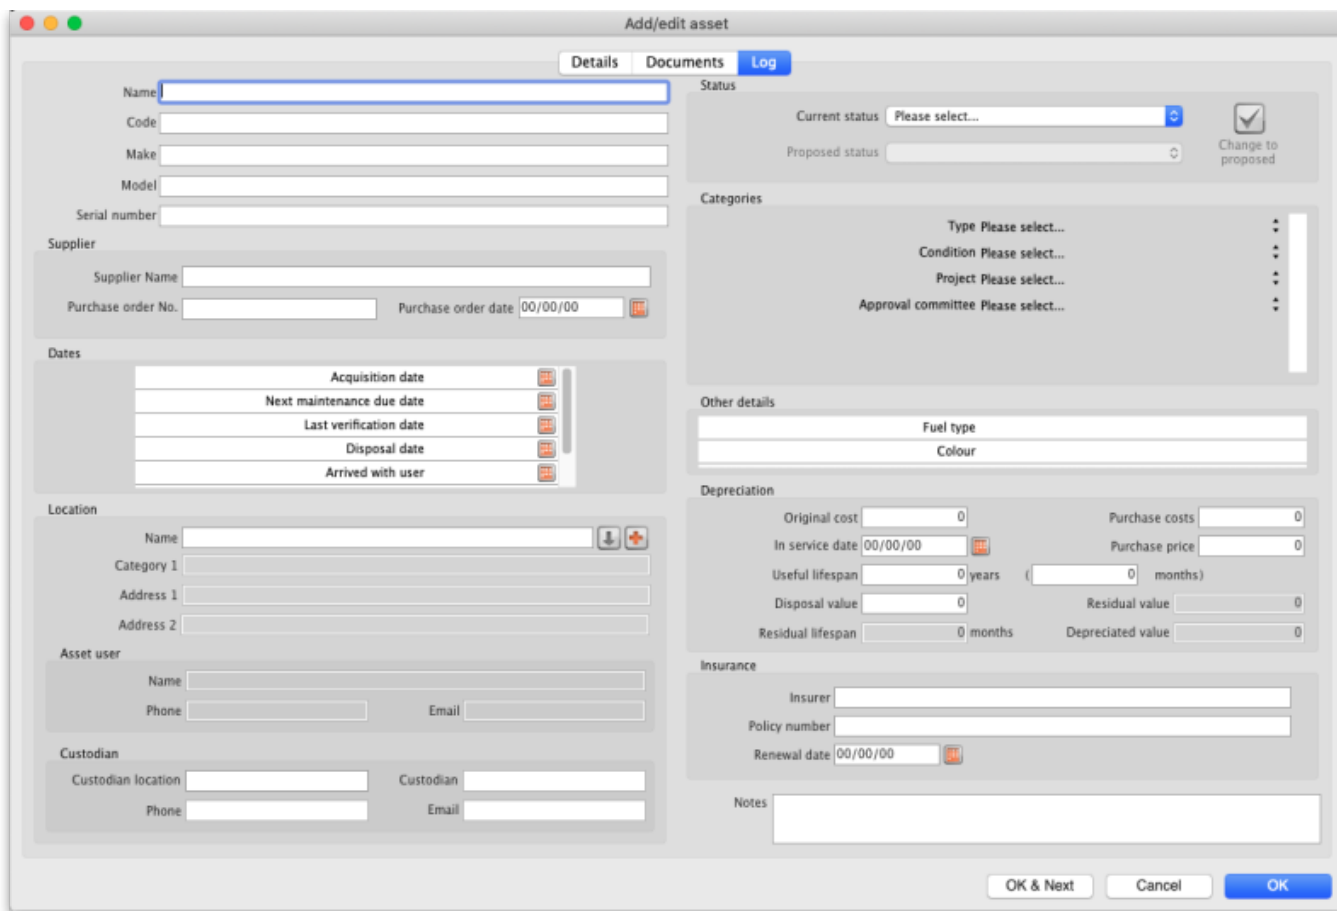 Add/edit asset
Details Documents Log
Name
Code
Make
Model
Serial number
Supplier
Supplier Name
Purchase order No. Purchase order date 00/00/00
Dates
Acquisition date
Next maintenance due date
Last verification date
Disposal date
Arrived with user
Location
Name
Category 1
Address 1
Address 2
Asset user
Name
Phone Email
Custodian
Custodian location Custodian
Phone Email
Status
Current status Please select...
Proposed status
Change to
proposed
Categories
Type Please select...
Condition Please select...
Project Please select...
Approval committee Please select...
Other details
Fuel type
Colour
Depreciation
Original cost 0 Purchase costs 0
In service date 00/00/00 Purchase price 0
Useful lifespan 0 years ( 0 months)
Disposal value 0 Residual value 0
Residual lifespan 0 months Depreciated value 0
Insurance
Insurer
Policy number
Renewal date 00/00/00
Notes
OK & Next Cancel OK